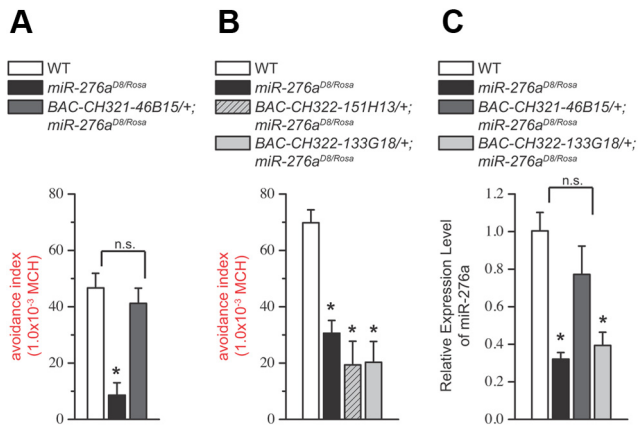 A
WT
miR-276aD8/Rosa
BAC-CH321-46B15/+;
miR-276aD8/Rosa
80
60
40
20
0
avoidance index
(1.0x10-3 MCH)
n.s.
*
B
WT
miR-276aD8/Rosa
BAC-CH322-151H13/+;
miR-276aD8/Rosa
BAC-CH322-133G18/+;
miR-276aD8/Rosa
80
60
40
20
0
avoidance index
(1.0x10-3 MCH)
* * *
C
WT
miR-276aD8/Rosa
BAC-CH321-46B15/+;
miR-276aD8/Rosa
BAC-CH322-133G18/+;
miR-276aD8/Rosa
1.2
1.0
0.8
0.6
0.4
0.2
0.0
Relative Expression Level
of miR-276a
n.s.
* *